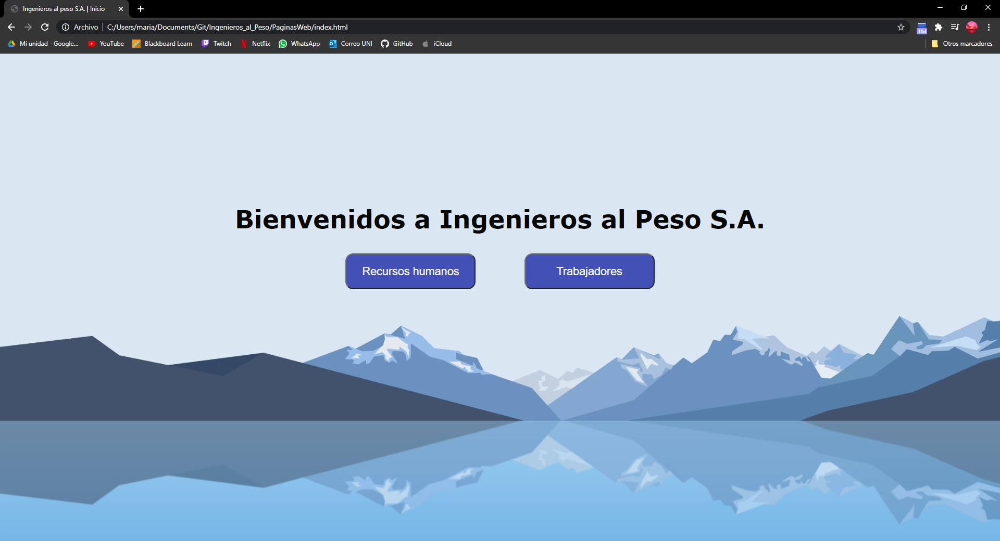 Ingenieros al peso S.A. | Inicio
Archivo C:/Users/maria/Documents/Git/Ingenieros_al_Peso/PaginasWeb/index.html
11d
Mi unidad - Google... YouTube Blackboard Learn Twitch Netflix WhatsApp Correo UNI GitHub iCloud Otros marcadores
Bienvenidos a Ingenieros al Peso S.A.
Recursos humanos Trabajadores